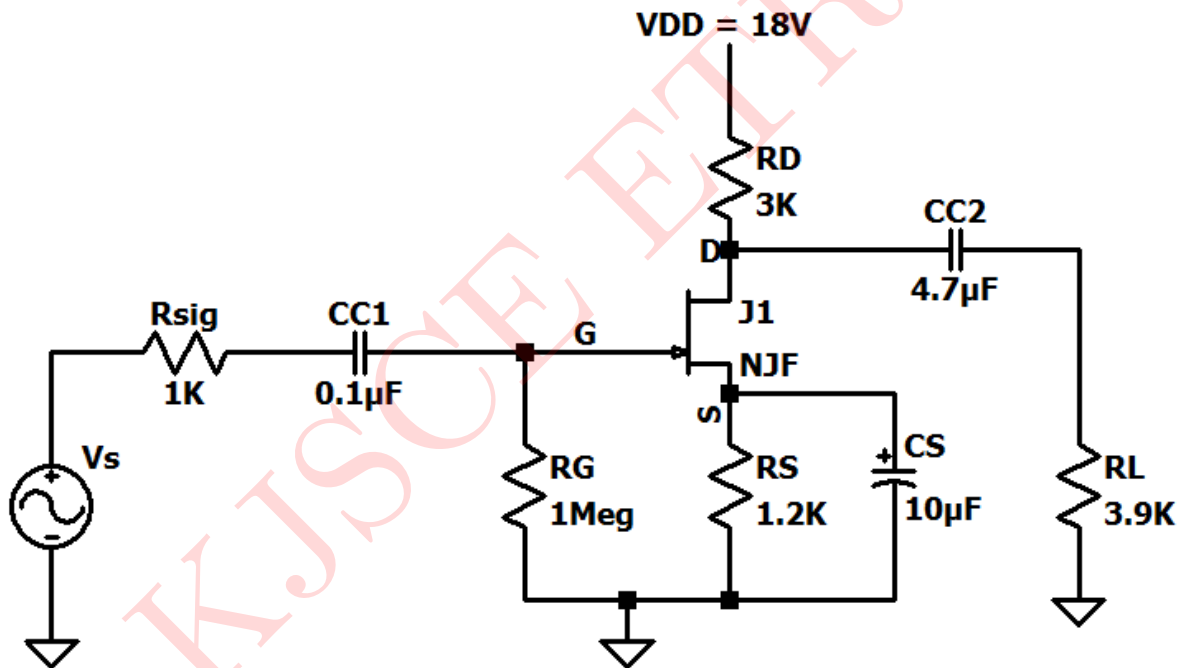 VDD = 18V
RD
3K
D
CC2
4.7µF
Rsig
1K
CC1
0.1µF
G
J1
NJF
S
Vs
RG
1Meg
RS
1.2K
CS
10µF
RL
3.9K
KJSCE ETR